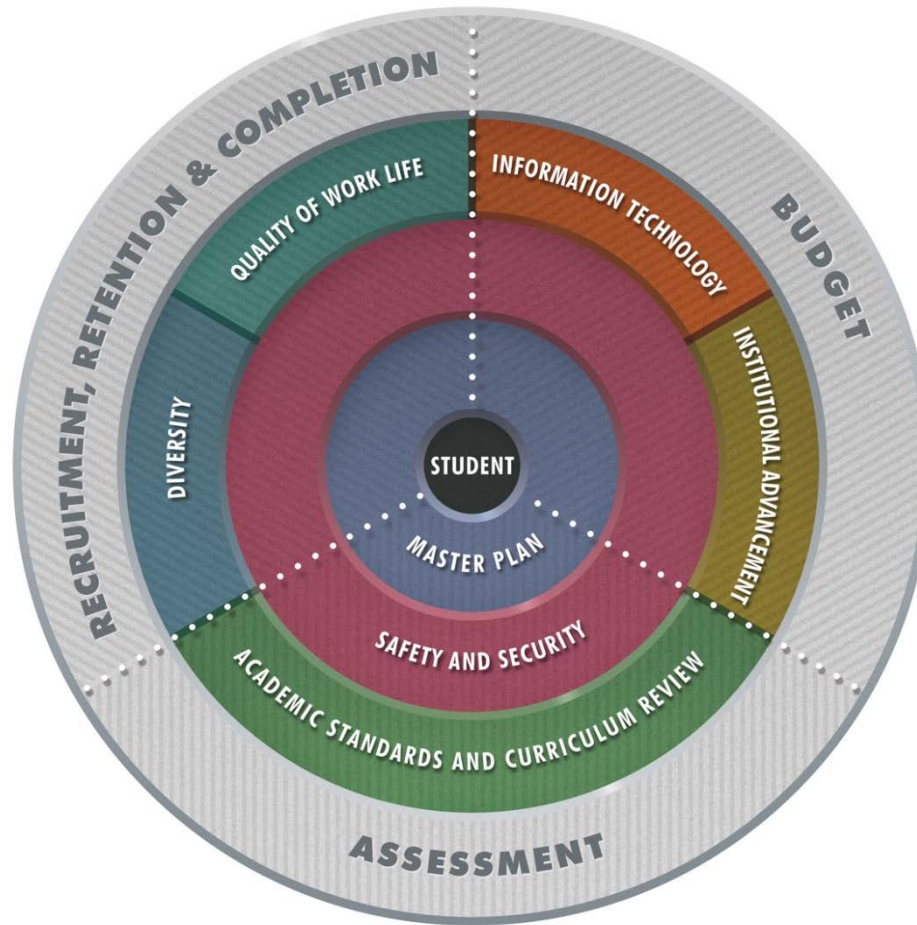 RECRUITMENT, RETENTION & COMPLETION
BUDGET
QUALITY OF WORK LIFE
INFORMATION TECHNOLOGY
DIVERSITY
INSTITUTIONAL ADVANCEMENT
STUDENT
MASTER PLAN
SAFETY AND SECURITY
ACADEMIC STANDARDS AND CURRICULUM REVIEW
ASSESSMENT